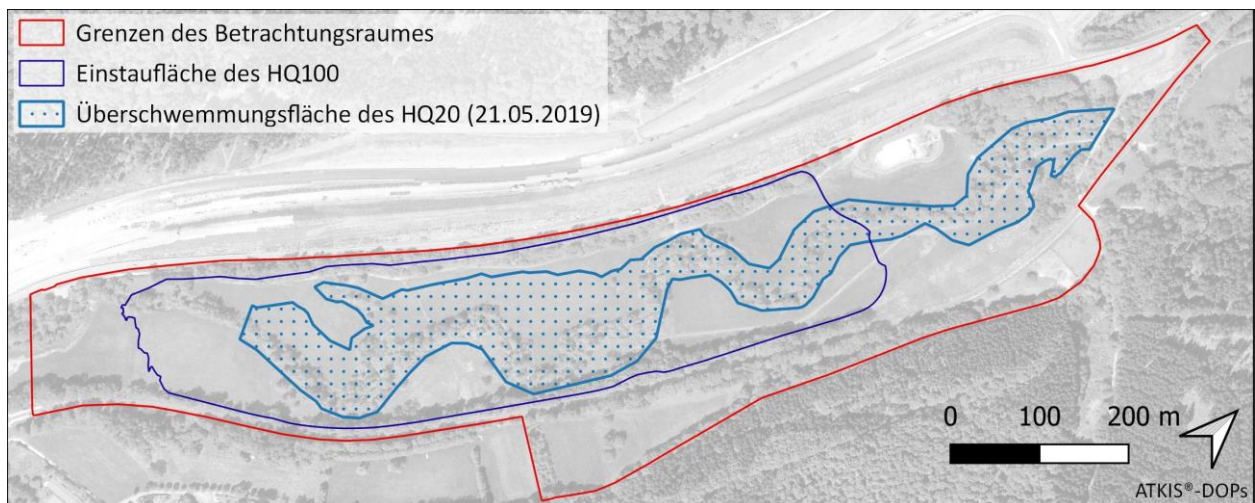 Grenzen des Betrachtungsraumes
Einstaufläche des HQ100
Überschwemmungsfläche des HQ20 (21.05.2019)
0 100 200 m
ATKIS®-DOPs